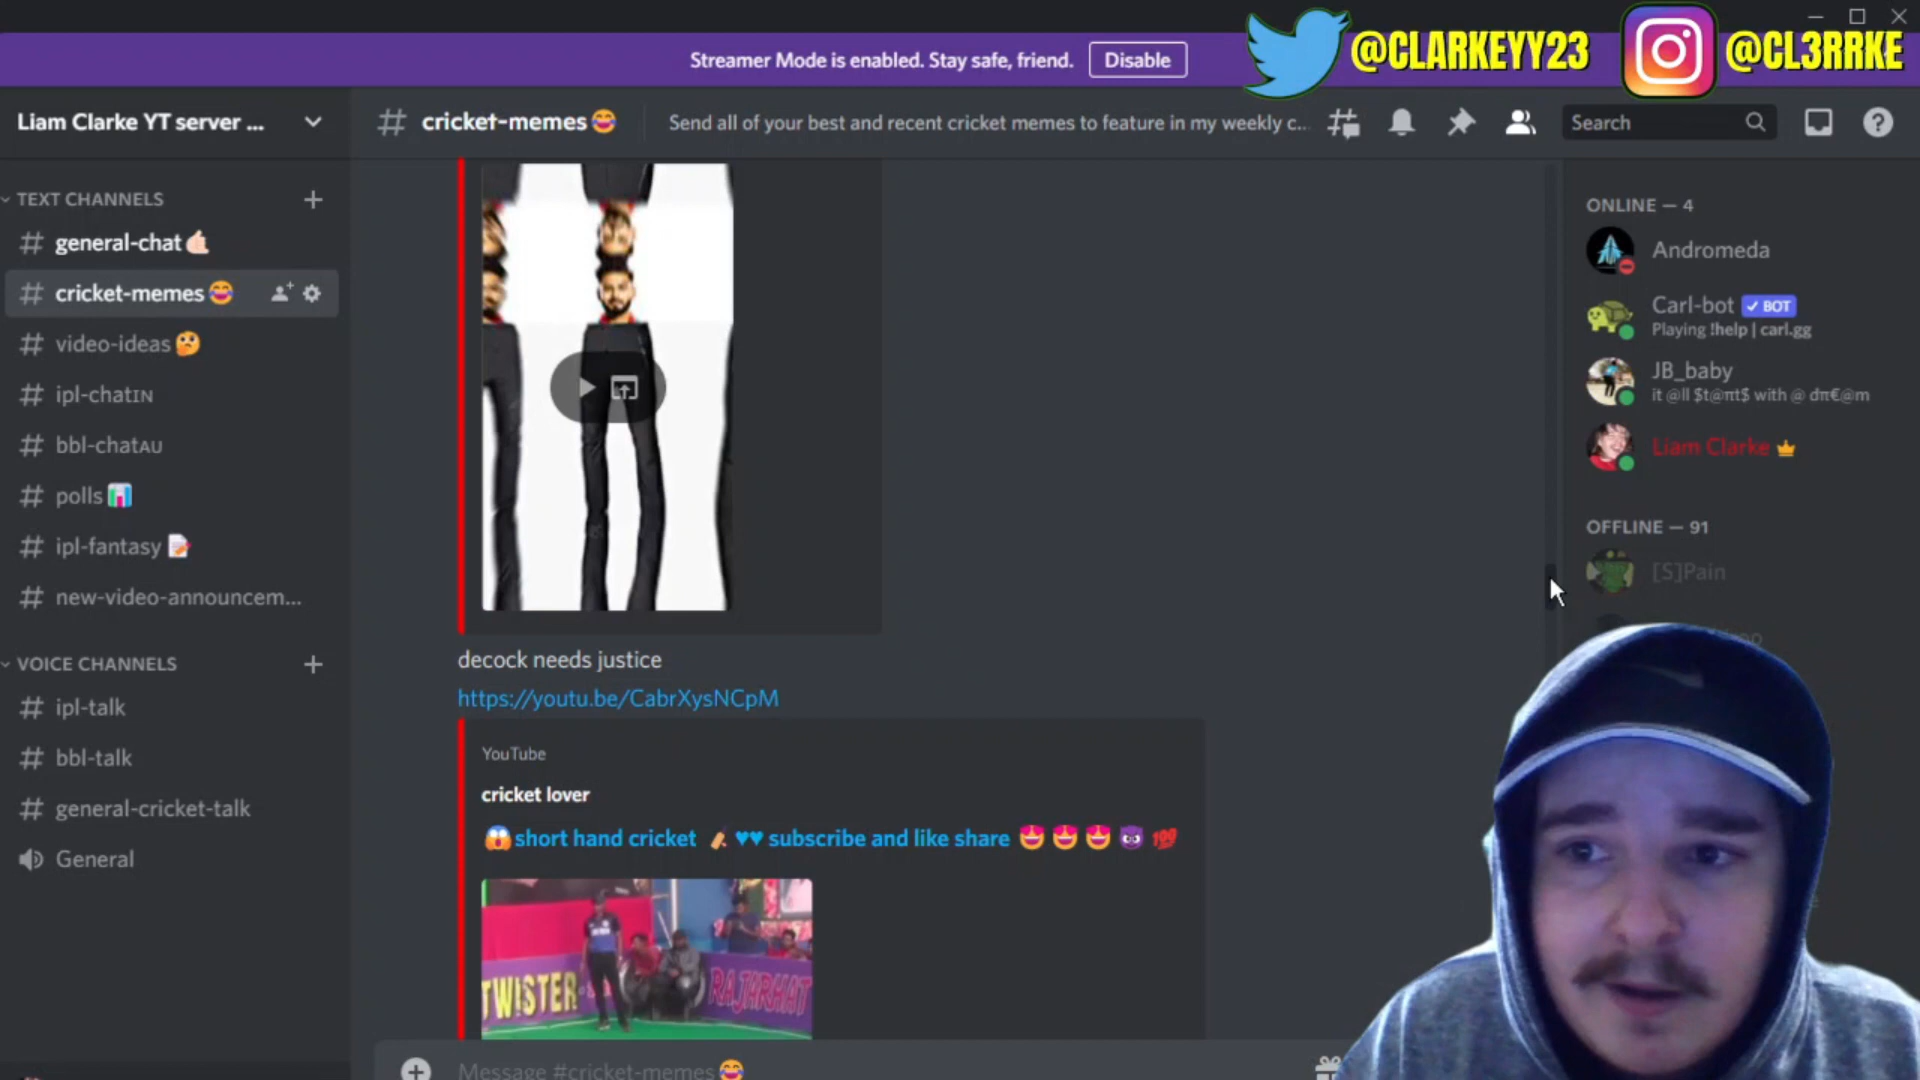 Streamer Mode is enabled. Stay safe, friend.
Disable
@CLARKEYY23
@CL3RRKE
Liam Clarke YT server ...
cricket-memes😂
Send all of your best and recent cricket memes to feature in my weekly c...
Search
TEXT CHANNELS
general-chat🤙
cricket-memes😂
video-ideas🤔
ipl-chatIN
bbl-chatAU
polls📊
ipl-fantasy📝
new-video-announcem...
VOICE CHANNELS
ipl-talk
bbl-talk
general-cricket-talk
General
decock needs justice
https://youtu.be/CabrXysNCpM
YouTube
cricket lover
😱short hand cricket 🏏♥♥ subscribe and like share 😍😍😍😈💯
TWISTER
RAJARHAT
Message #cricket-memes😂
ONLINE — 4
Andromeda
Carl-bot ✓ BOT
Playing !help | carl.gg
JB_baby
it @ll $t@πt$ with @ dπ€@m
Liam Clarke
OFFLINE — 91
[S]Pain